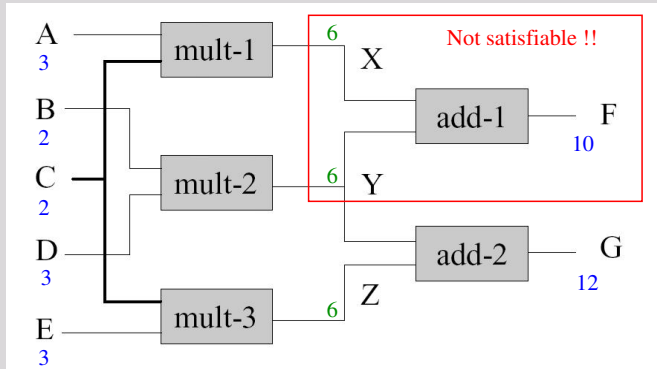 Not satisfiable !!
A
3
mult-1
6
X
B
2
add-1
F
10
C
2
mult-2
6
Y
D
3
add-2
G
12
Z
E
3
mult-3
6